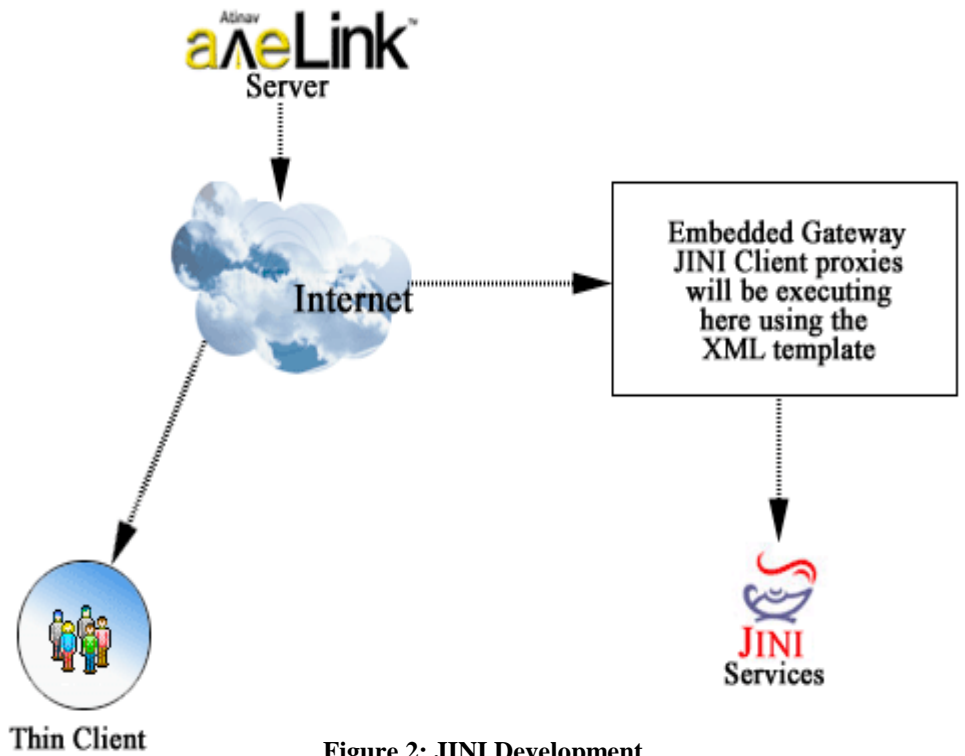 Atinav
aveLink™
Server
Internet
Embedded Gateway
JINI Client proxies
will be executing
here using the
XML template
JINI
Services
Thin Client
Figure 2: JINI Development